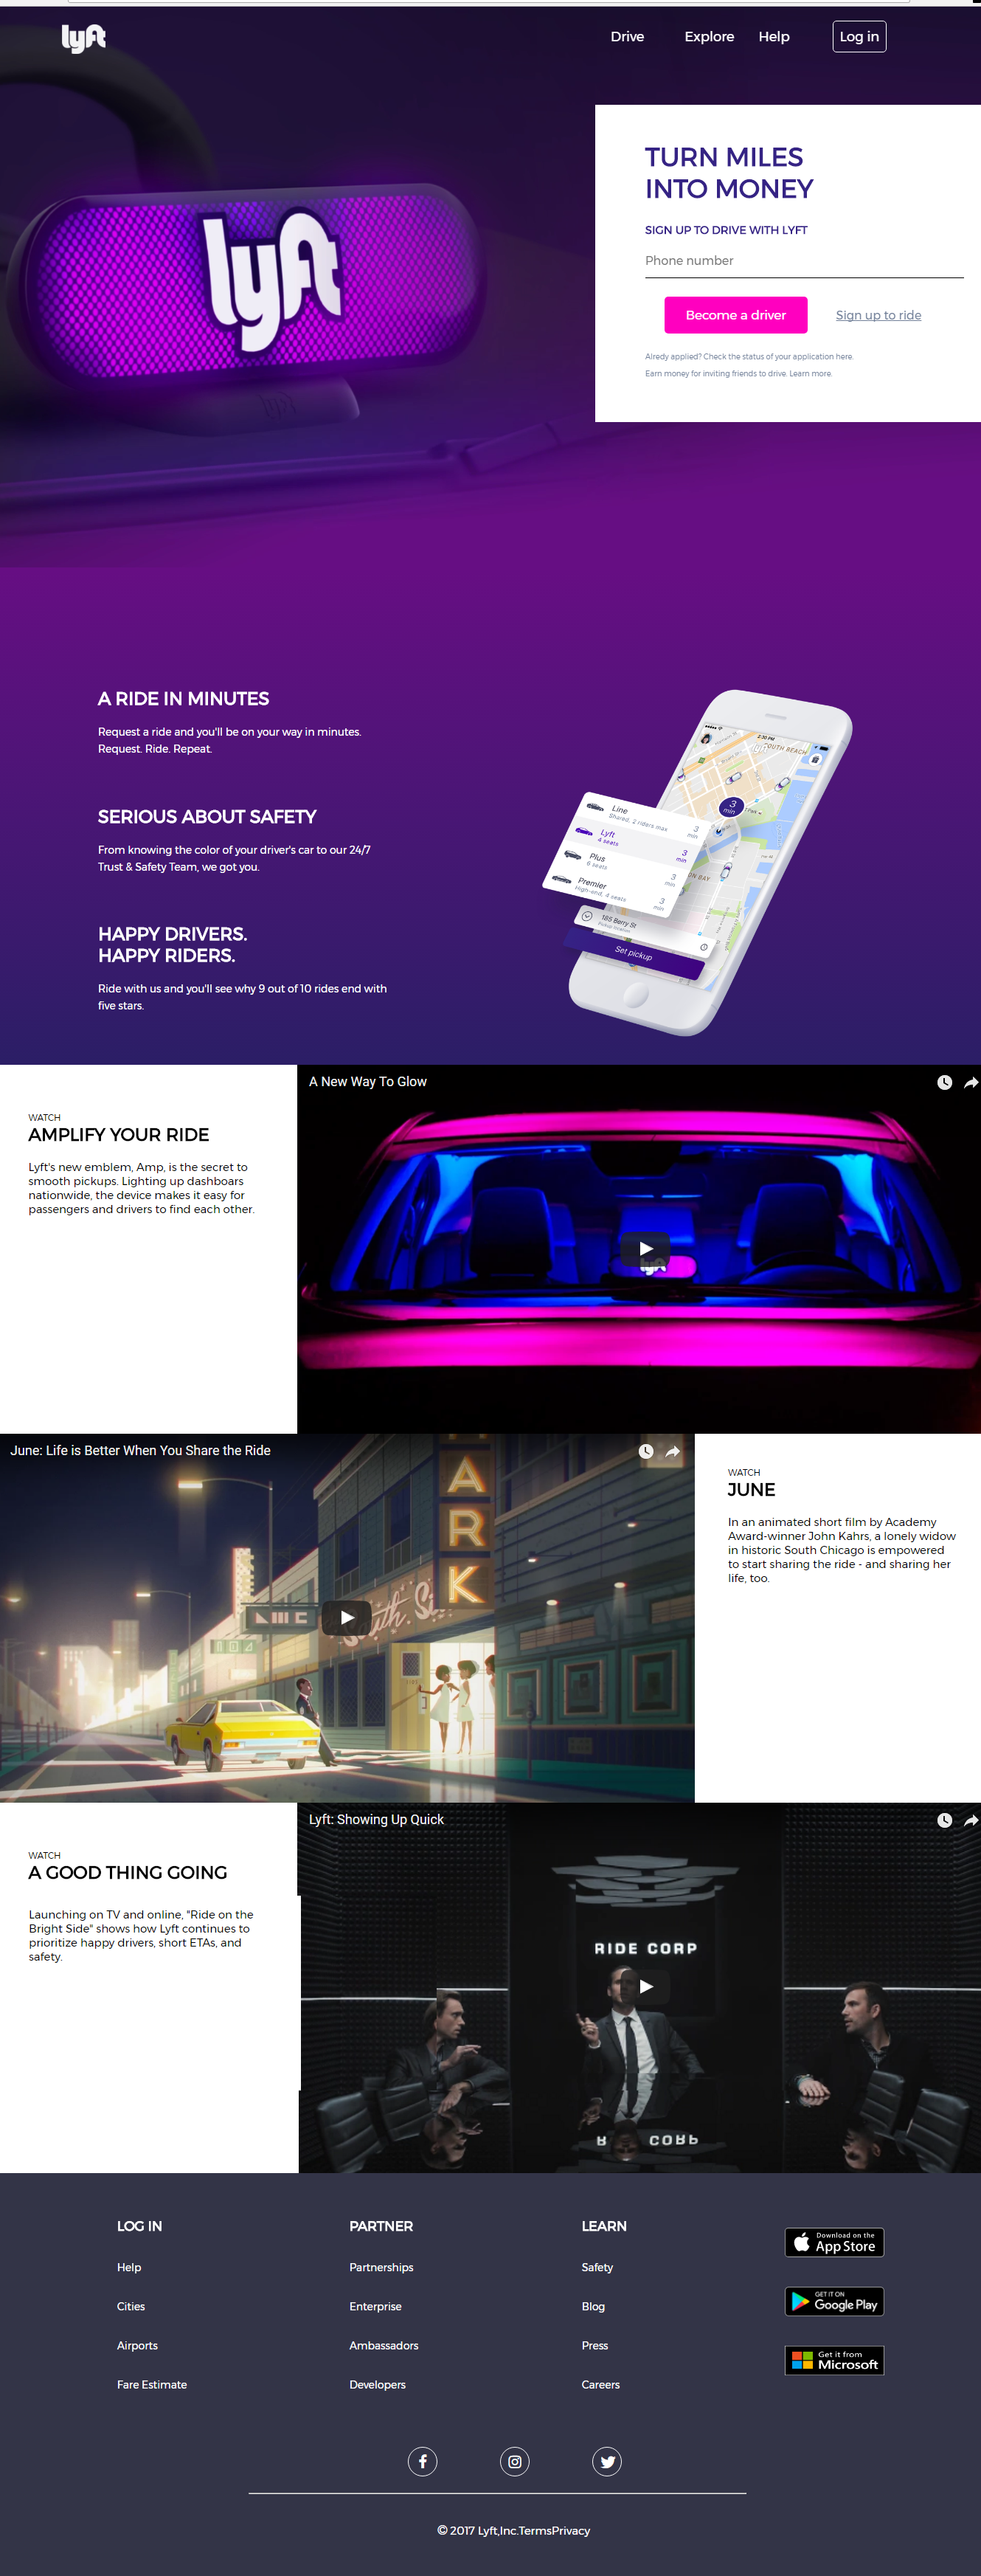 lyft
Drive
Explore
Help
Log in
lyft
TURN MILES
INTO MONEY
SIGN UP TO DRIVE WITH LYFT
Phone number
Become a driver
Sign up to ride
Alredy applied? Check the status of your application here.
Earn money for inviting friends to drive. Learn more.
A RIDE IN MINUTES
Request a ride and you'll be on your way in minutes.
Request. Ride. Repeat.
SERIOUS ABOUT SAFETY
From knowing the color of your driver's car to our 24/7
Trust & Safety Team, we got you.
HAPPY DRIVERS.
HAPPY RIDERS.
Ride with us and you'll see why 9 out of 10 rides end with
five stars.
2:30 PM
SOUTH BEACH
3
min
Line
Shared, 2 riders max
3
min
Lyft
4 seats
3
min
Plus
6 seats
3
min
Premier
High-end, 4 seats
3
min
185 Berry St
Pickup location
Set pickup
WATCH
AMPLIFY YOUR RIDE
Lyft's new emblem, Amp, is the secret to
smooth pickups. Lighting up dashboars
nationwide, the device makes it easy for
passengers and drivers to find each other.
A New Way To Glow
lyft
June: Life is Better When You Share the Ride
ARK
WATCH
JUNE
In an animated short film by Academy
Award-winner John Kahrs, a lonely widow
in historic South Chicago is empowered
to start sharing the ride - and sharing her
life, too.
WATCH
A GOOD THING GOING
Launching on TV and online, "Ride on the
Bright Side" shows how Lyft continues to
prioritize happy drivers, short ETAs, and
safety.
Lyft: Showing Up Quick
RIDE CORP
LOG IN
Help
Cities
Airports
Fare Estimate
PARTNER
Partnerships
Enterprise
Ambassadors
Developers
LEARN
Safety
Blog
Press
Careers
Download on the
App Store
GET IT ON
Google Play
Get it from
Microsoft
© 2017 Lyft,Inc.TermsPrivacy